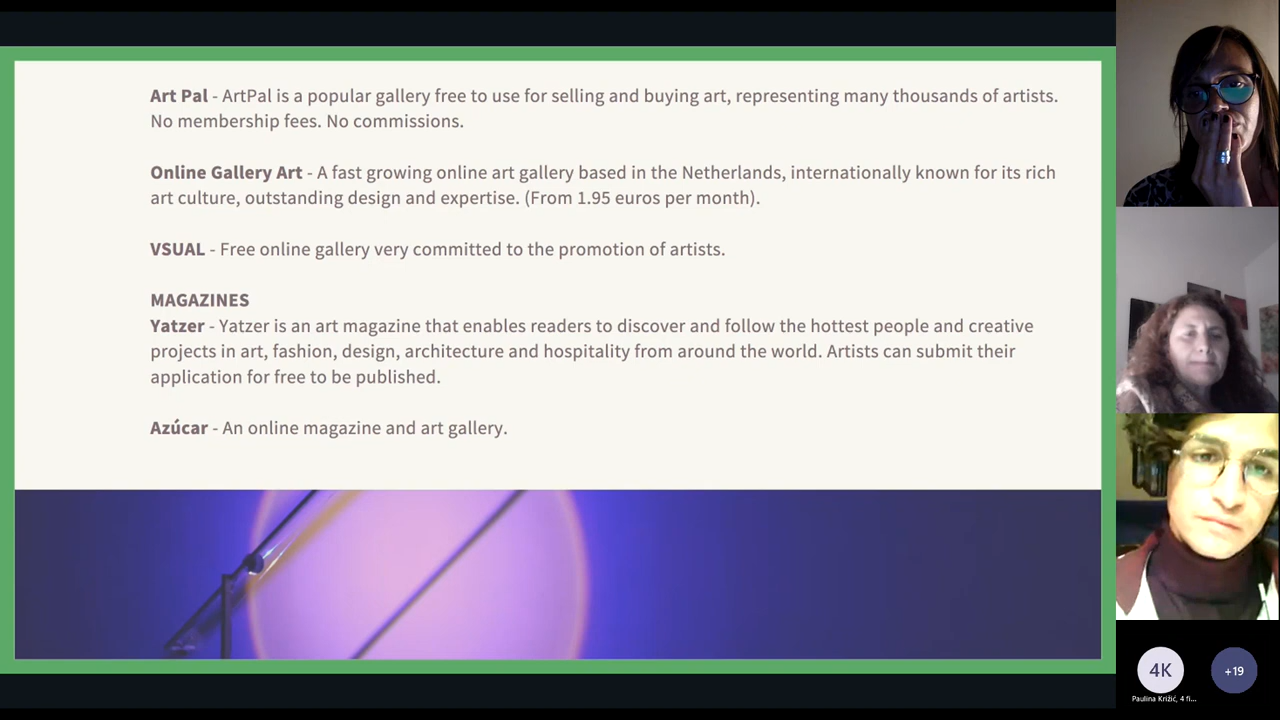 Art Pal - ArtPal is a popular gallery free to use for selling and buying art, representing many thousands of artists.
No membership fees. No commissions.
Online Gallery Art - A fast growing online art gallery based in the Netherlands, internationally known for its rich
art culture, outstanding design and expertise. (From 1.95 euros per month).
VSUAL - Free online gallery very committed to the promotion of artists.
MAGAZINES
Yatzer - Yatzer is an art magazine that enables readers to discover and follow the hottest people and creative
projects in art, fashion, design, architecture and hospitality from around the world. Artists can submit their
application for free to be published.
Azúcar - An online magazine and art gallery.
4K
+19
Paulina Križić, 4 fi...